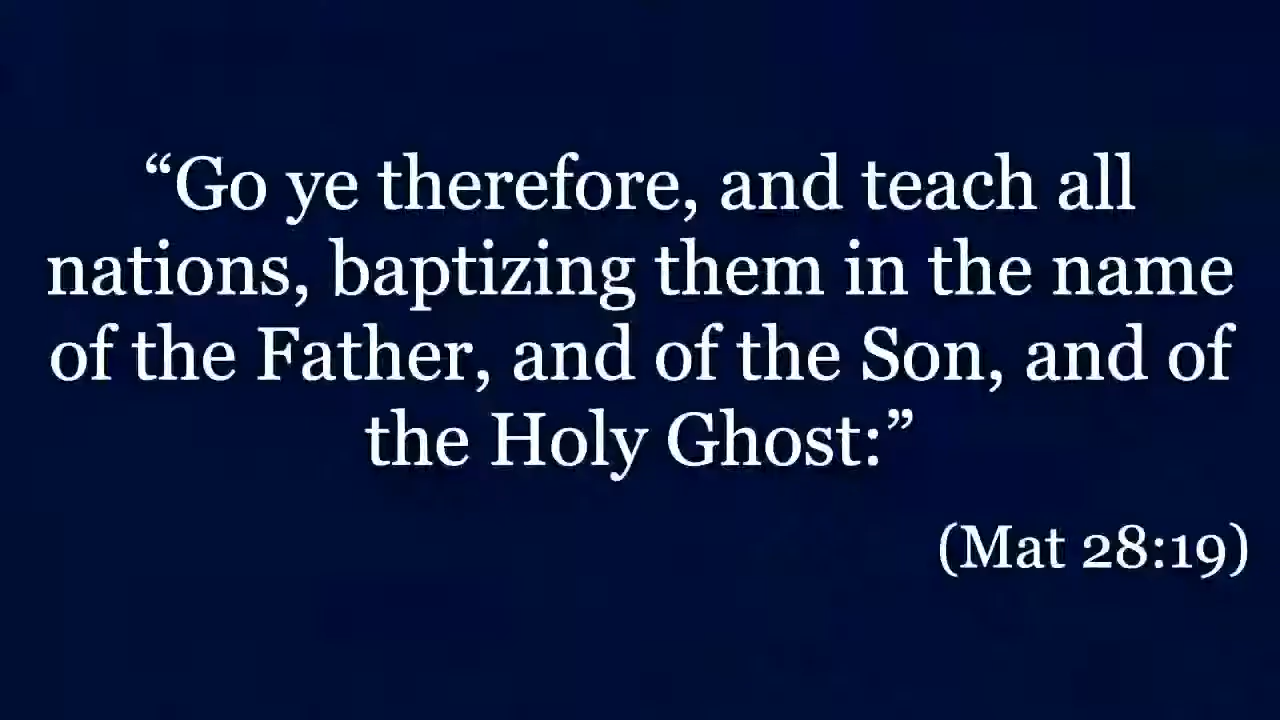 “Go ye therefore, and teach all
nations, baptizing them in the name
of the Father, and of the Son, and of
the Holy Ghost:”
(Mat 28:19)